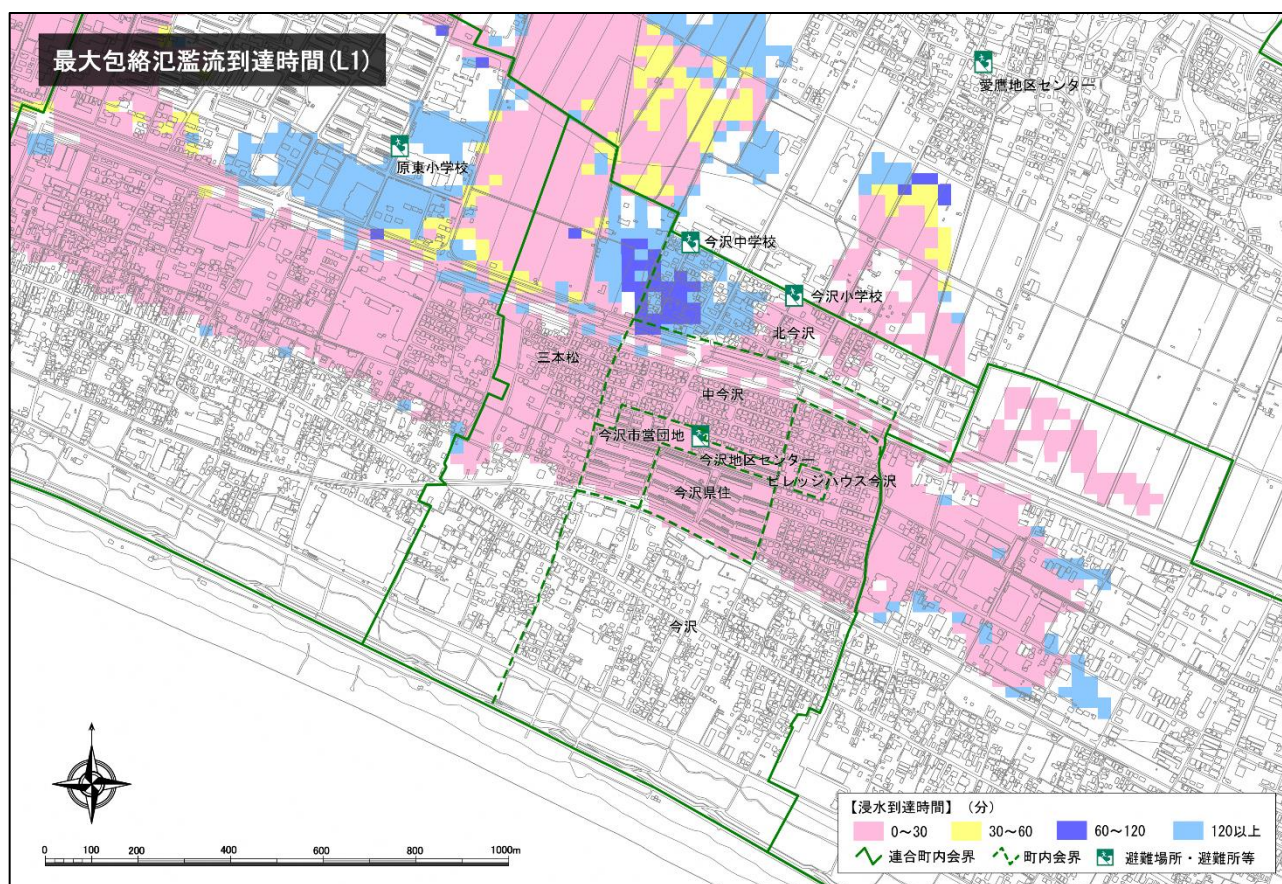 最大包絡氾濫流到達時間(L1)
愛鷹地区センター
原東小学校
今沢中学校
今沢小学校
北今沢
三本松
中今沢
今沢市営団地
今沢地区センター
ビレッジハウス今沢
今沢県住
今沢
【浸水到達時間】 (分)
0～30 30～60 60～120 120以上
連合町内会界 町内会界 避難場所・避難所等
0 100 200 400 600 800 1000m